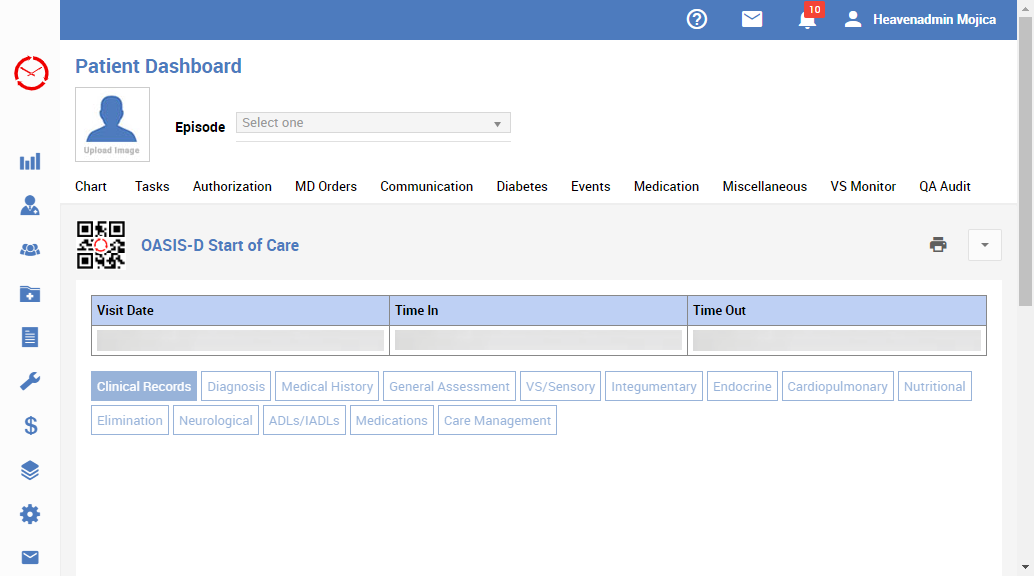 10
Heavenadmin Mojica
Patient Dashboard
Upload Image
Episode
Select one
Chart Tasks Authorization MD Orders Communication Diabetes Events Medication Miscellaneous VS Monitor QA Audit
OASIS-D Start of Care
Visit Date Time In Time Out
Clinical Records Diagnosis Medical History General Assessment VS/Sensory Integumentary Endocrine Cardiopulmonary Nutritional
Elimination Neurological ADLs/IADLs Medications Care Management